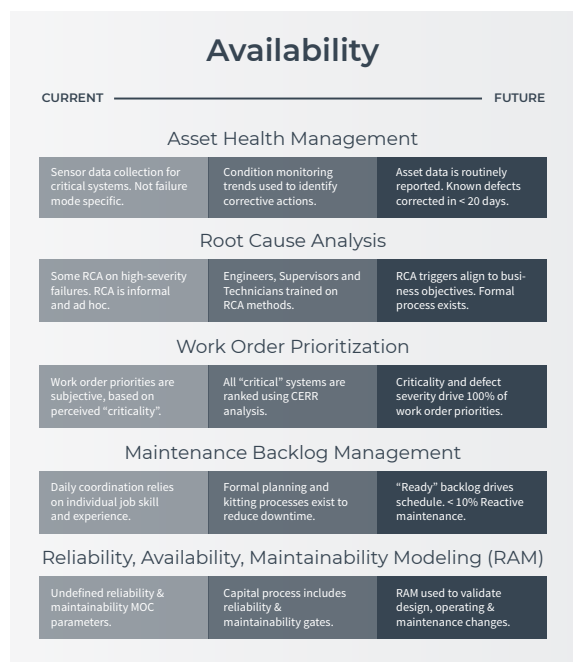 Availability
CURRENT
FUTURE
Asset Health Management
Sensor data collection for
critical systems. Not failure
mode specific.
Condition monitoring
trends used to identify
corrective actions.
Asset data is routinely
reported. Known defects
corrected in < 20 days.
Root Cause Analysis
Some RCA on high-severity
failures. RCA is informal
and ad hoc.
Engineers, Supervisors and
Technicians trained on
RCA methods.
RCA triggers align to busi-
ness objectives. Formal
process exists.
Work Order Prioritization
Work order priorities are
subjective, based on
perceived “criticality”.
All “critical” systems are
ranked using CERR
analysis.
Criticality and defect
severity drive 100% of
work order priorities.
Maintenance Backlog Management
Daily coordination relies
on individual job skill
and experience.
Formal planning and
kitting processes exist to
reduce downtime.
“Ready” backlog drives
schedule. < 10% Reactive
maintenance.
Reliability, Availability, Maintainability Modeling (RAM)
Undefined reliability &
maintainability MOC
parameters.
Capital process includes
reliability &
maintainability gates.
RAM used to validate
design, operating &
maintenance changes.